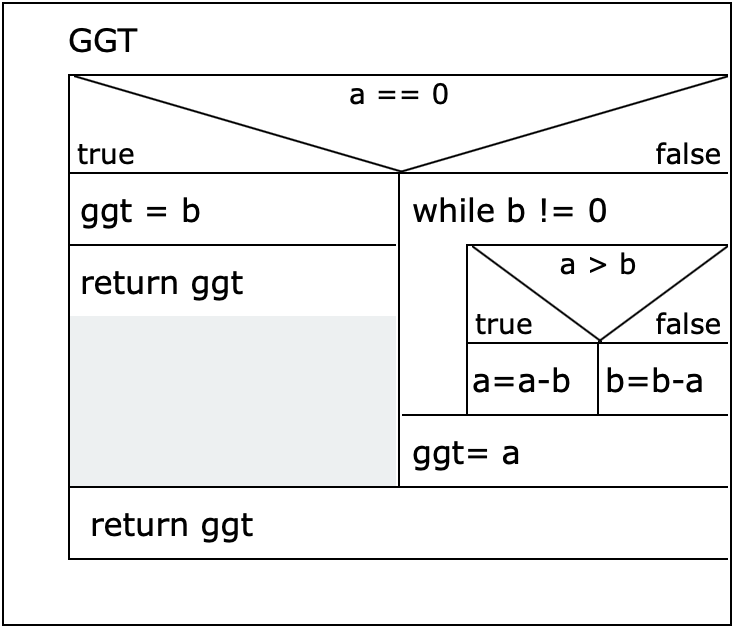 GGT
a == 0
true
false
ggt = b
while b != 0
return ggt
a > b
true
false
a=a-b
b=b-a
ggt= a
return ggt